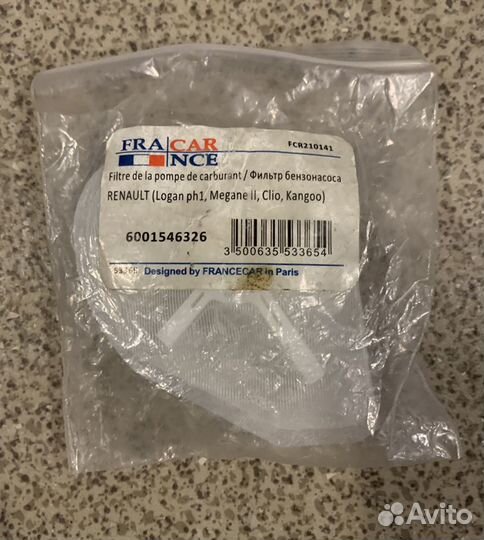 FRA CAR
NCE
FCR210141
Filtre de la pompe de carburant / Фильтр бензонасоса
RENAULT (Logan ph1, Megane II, Clio, Kangoo)
6001546326
3 500635 533654
Designed by FRANCECAR in Paris
Avito